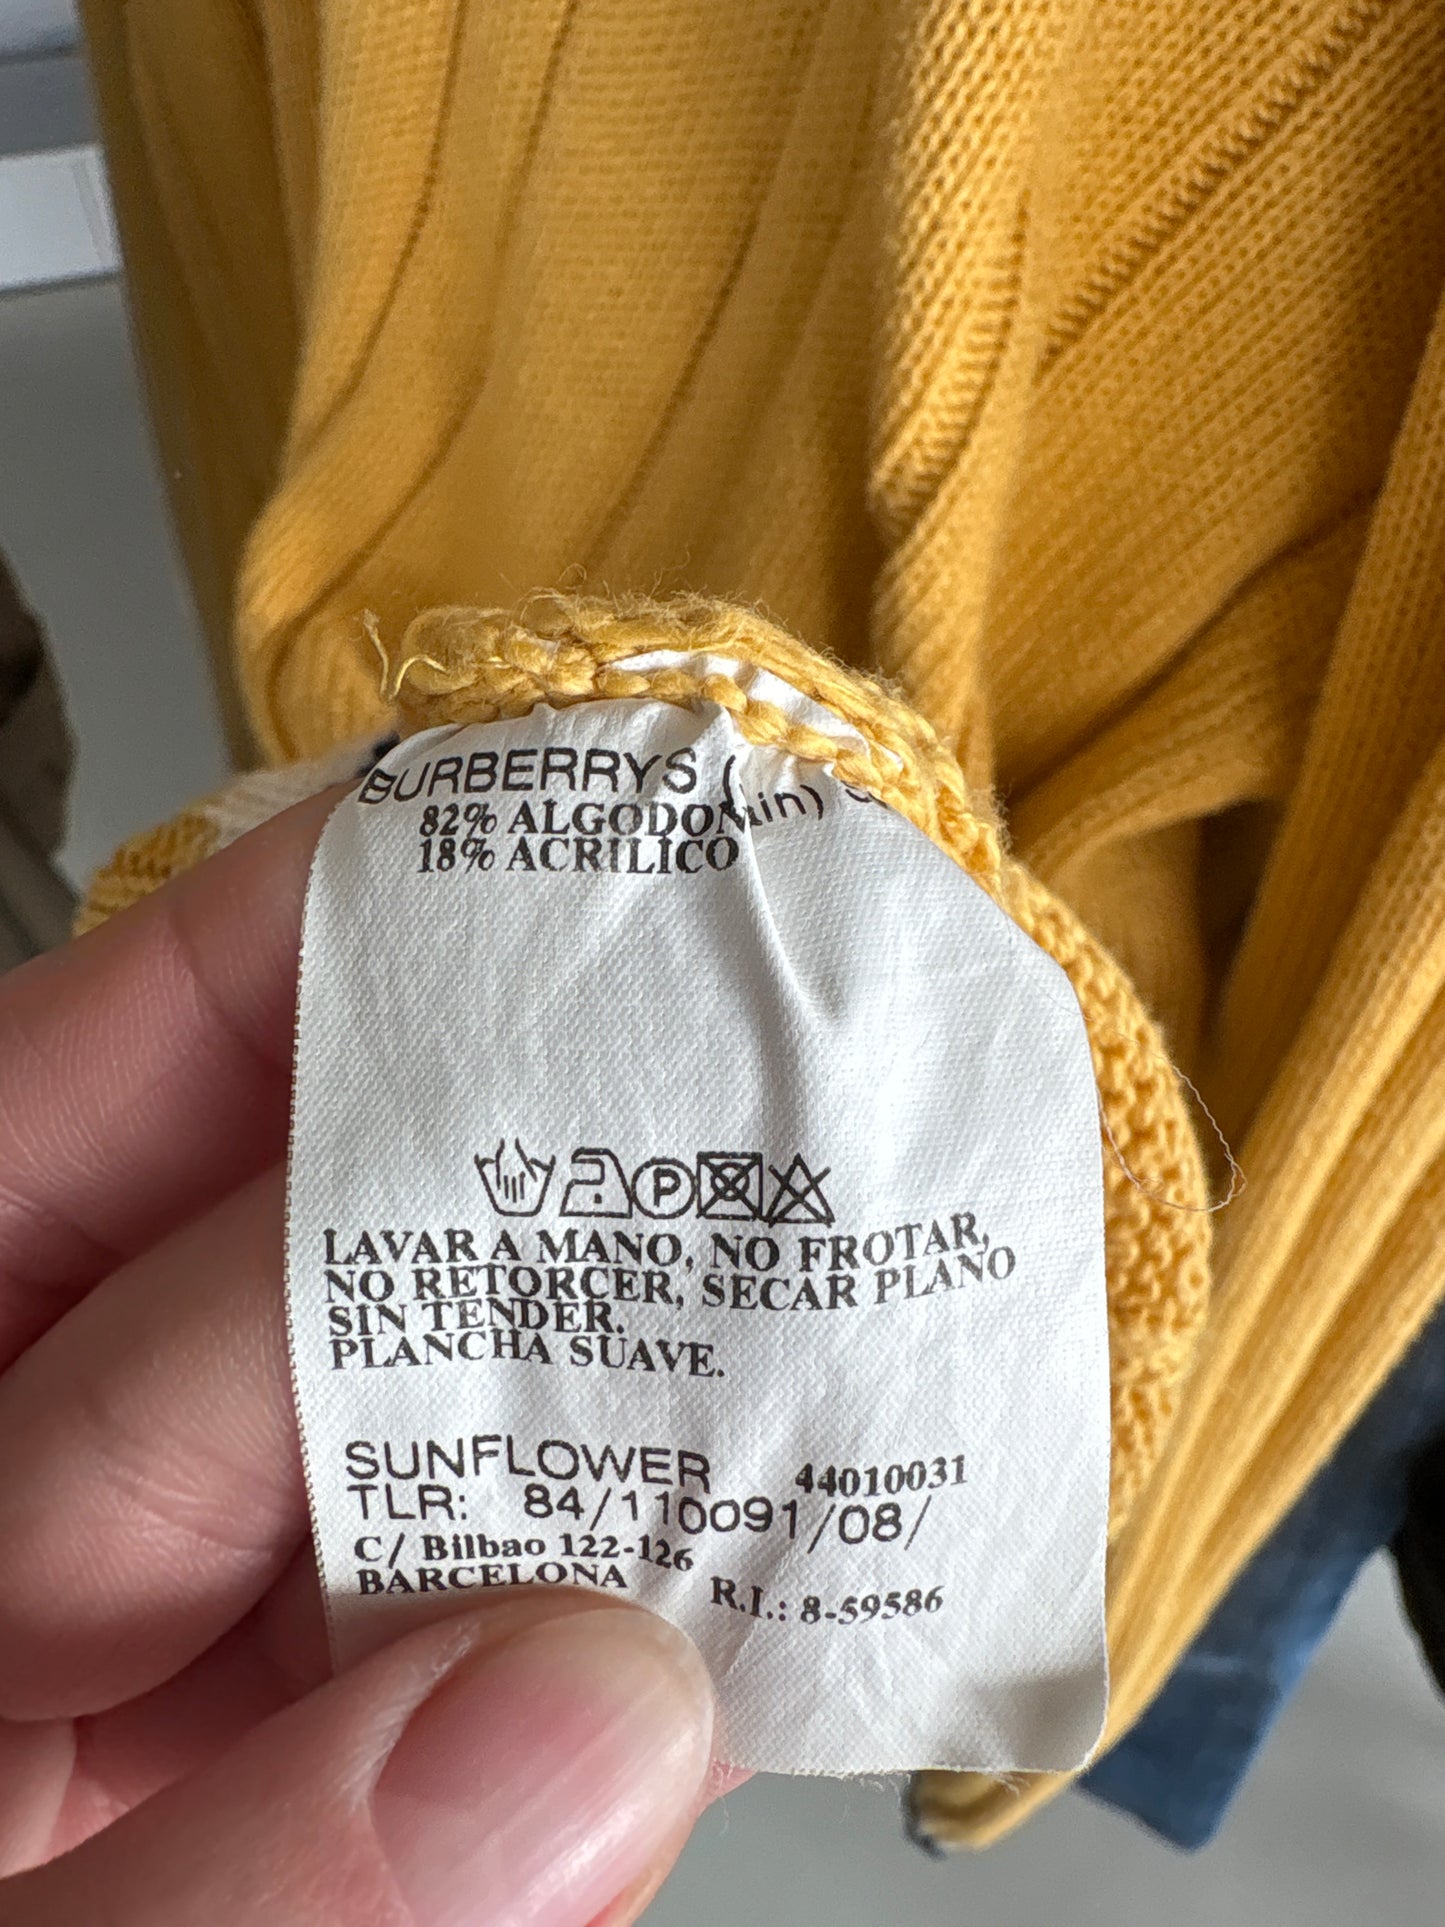 BURBERRYS (
82% ALGODON
18% ACRILICO
P
LAVAR A MANO, NO FROTAR,
NO RETORCER, SECAR PLANO
SIN TENDER.
PLANCHA SUAVE.
SUNFLOWER 44010031
TLR: 84/110091/08/
C/ Bilbao 122-126
BARCELONA R.I.: 8-59586